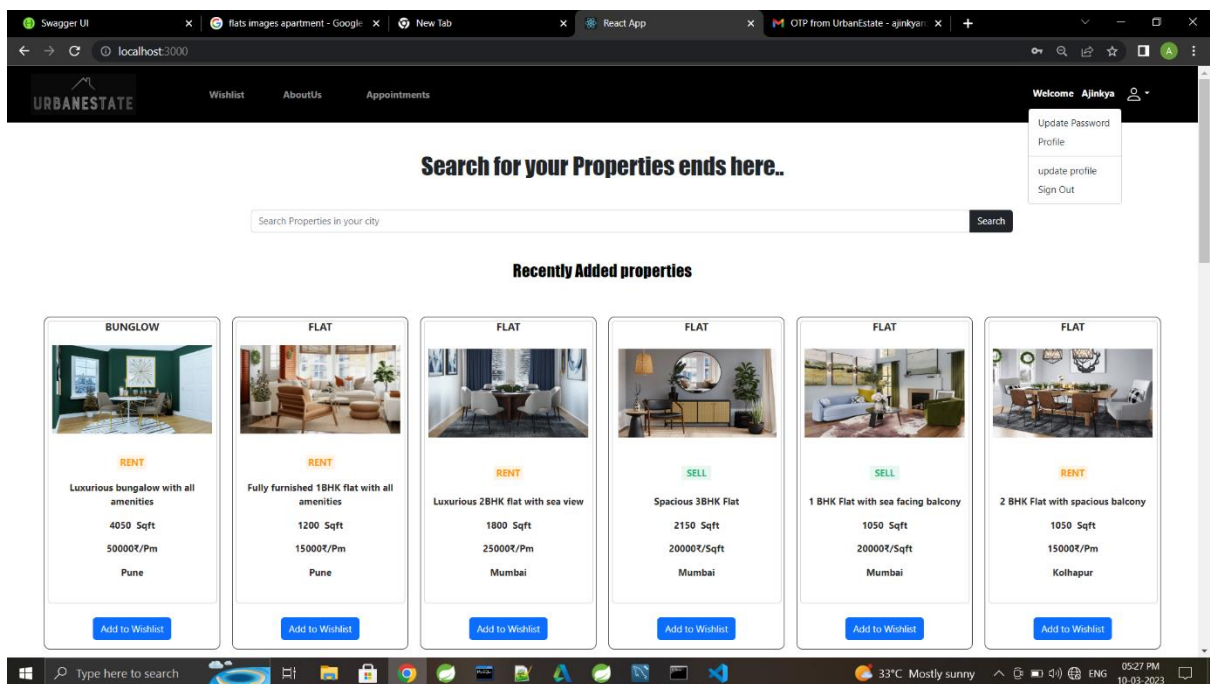 Swagger UI
flats images apartment - Google
New Tab
React App
OTP from UrbanEstate - ajinkyar
localhost:3000
A
URBANESTATE
Wishlist
AboutUs
Appointments
Welcome Ajinkya
Update Password
Profile
update profile
Sign Out
Search for your Properties ends here..
Search Properties in your city
Search
Recently Added properties
BUNGLOW
RENT
Luxurious bungalow with all
amenities
4050 Sqft
50000₹/Pm
Pune
Add to Wishlist
FLAT
RENT
Fully furnished 1BHK flat with all
amenities
1200 Sqft
15000₹/Pm
Pune
Add to Wishlist
FLAT
RENT
Luxurious 2BHK flat with sea view
1800 Sqft
25000₹/Pm
Mumbai
Add to Wishlist
FLAT
SELL
Spacious 3BHK Flat
2150 Sqft
20000₹/Sqft
Mumbai
Add to Wishlist
FLAT
SELL
1 BHK Flat with sea facing balcony
1050 Sqft
20000₹/Sqft
Mumbai
Add to Wishlist
FLAT
RENT
2 BHK Flat with spacious balcony
1050 Sqft
15000₹/Pm
Kolhapur
Add to Wishlist
Type here to search
33°C Mostly sunny
ENG
05:27 PM
10-03-2023